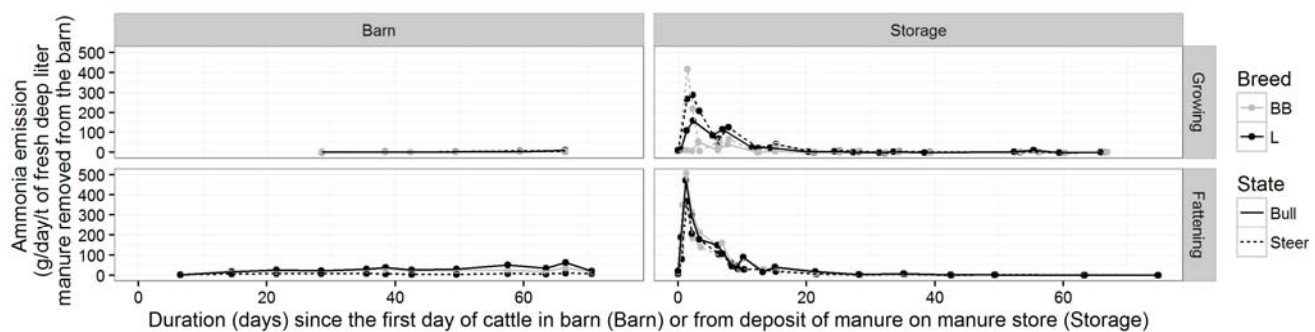 Barn
Storage
Ammonia emission
(g/day/t of fresh deep liter
manure removed from the barn)
500
400
300
200
100
0
Growing
500
400
300
200
100
0
Fattening
0
20
40
60
0
20
40
60
Duration (days) since the first day of cattle in barn (Barn) or from deposit of manure on manure store (Storage)
Breed
BB
L
State
Bull
Steer